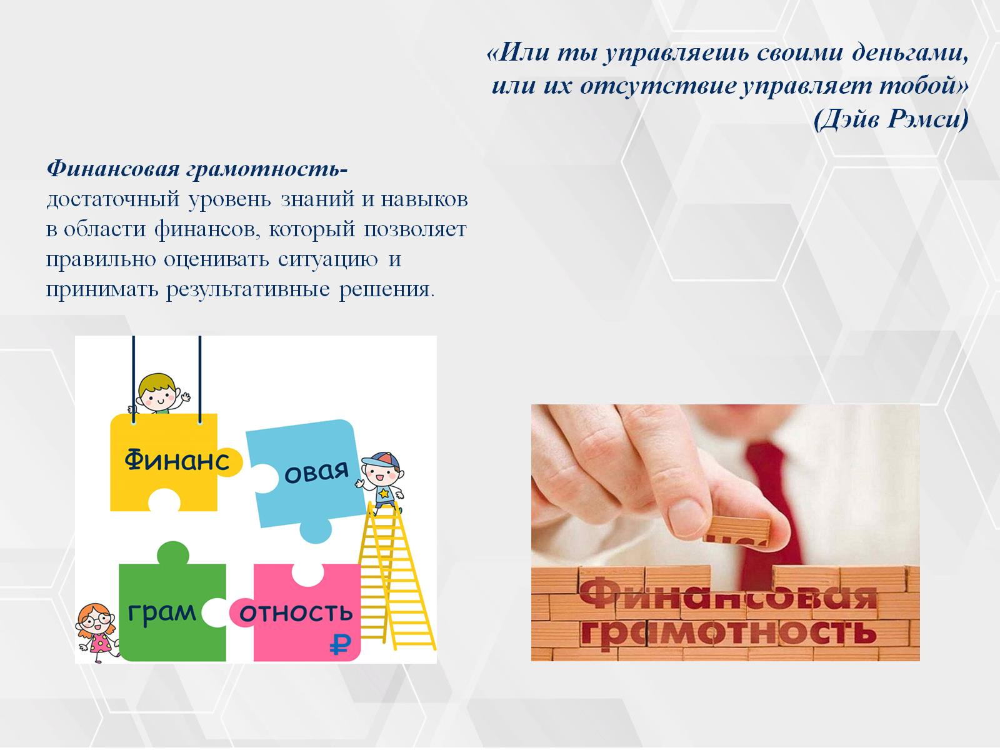 «Или ты управляешь своими деньгами,
или их отсутствие управляет тобой»
(Дэйв Рэмси)
Финансовая грамотность-
достаточный уровень знаний и навыков
в области финансов, который позволяет
правильно оценивать ситуацию и
принимать результативные решения.
Финанс
овая
грам
отность
₽
Финансовая
грамотность